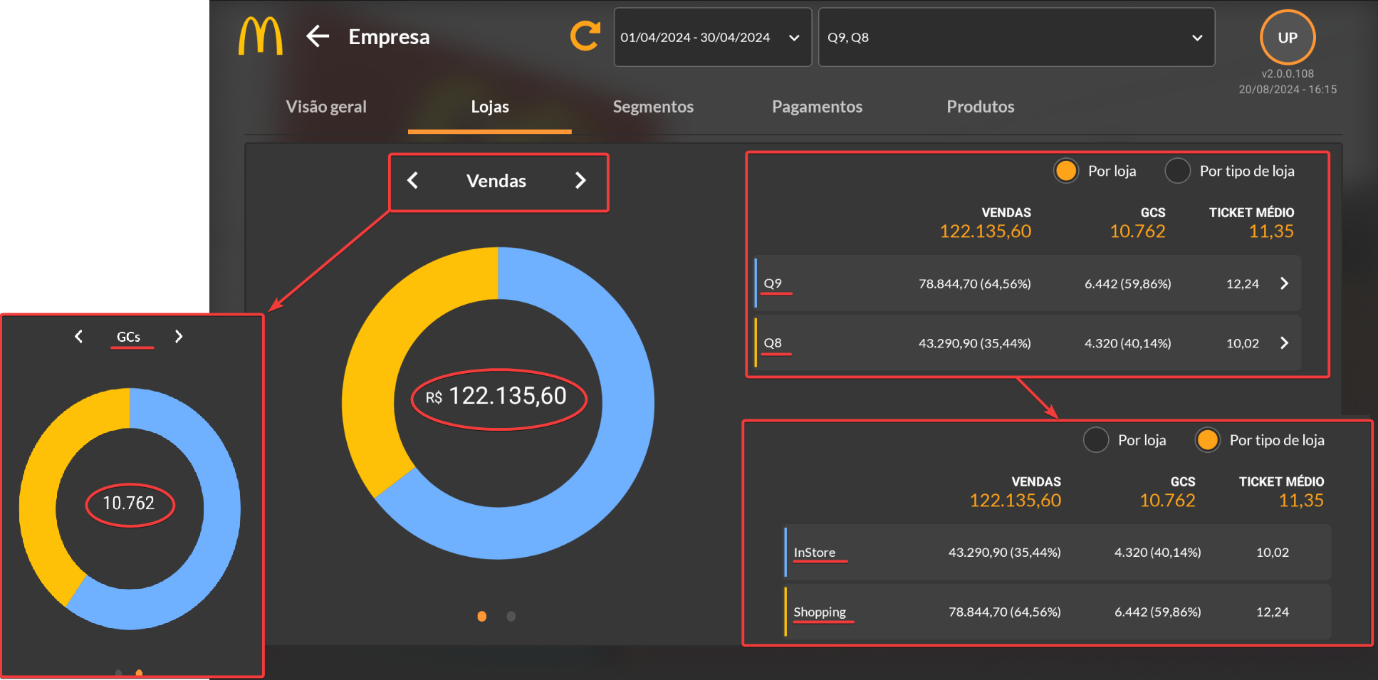 Empresa
01/04/2024 - 30/04/2024
Q9, Q8
UP
v2.0.0.108
20/08/2024 - 16:15
Visão geral Lojas Segmentos Pagamentos Produtos
Vendas
R$ 122.135,60
Por loja Por tipo de loja
VENDAS GCS TICKET MÉDIO
122.135,60 10.762 11,35
Q9 78.844,70 (64,56%) 6.442 (59,86%) 12,24
Q8 43.290,90 (35,44%) 4.320 (40,14%) 10,02
GCs
10.762
Por loja Por tipo de loja
VENDAS GCS TICKET MÉDIO
122.135,60 10.762 11,35
InStore 43.290,90 (35,44%) 4.320 (40,14%) 10,02
Shopping 78.844,70 (64,56%) 6.442 (59,86%) 12,24